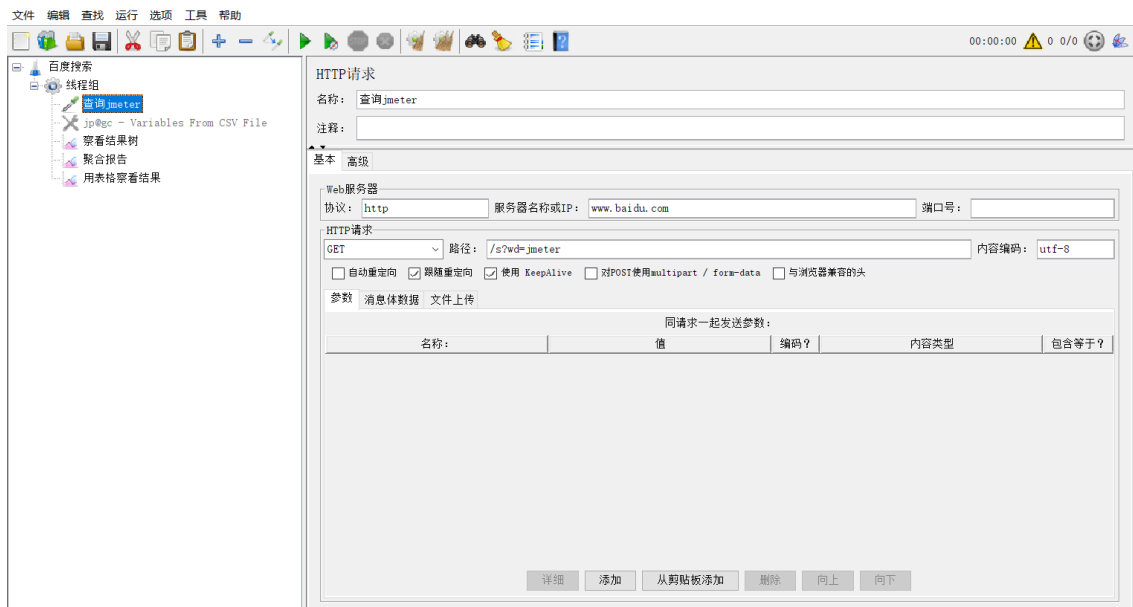 文件 编辑 查找 运行 选项 工具 帮助
00:00:00 0 0/0
百度搜索
线程组
查询jmeter
jp@gc - Variables From CSV File
察看结果树
聚合报告
用表格察看结果
HTTP请求
名称： 查询jmeter
注释：
基本 高级
Web服务器
协议： http 服务器名称或IP： www.baidu.com 端口号：
HTTP请求
GET 路径： /s?wd=jmeter 内容编码： utf-8
自动重定向 跟随重定向 使用 KeepAlive 对POST使用multipart / form-data 与浏览器兼容的头
参数 消息体数据 文件上传
同请求一起发送参数：
名称： 值 编码？ 内容类型 包含等于？
详细 添加 从剪贴板添加 删除 向上 向下